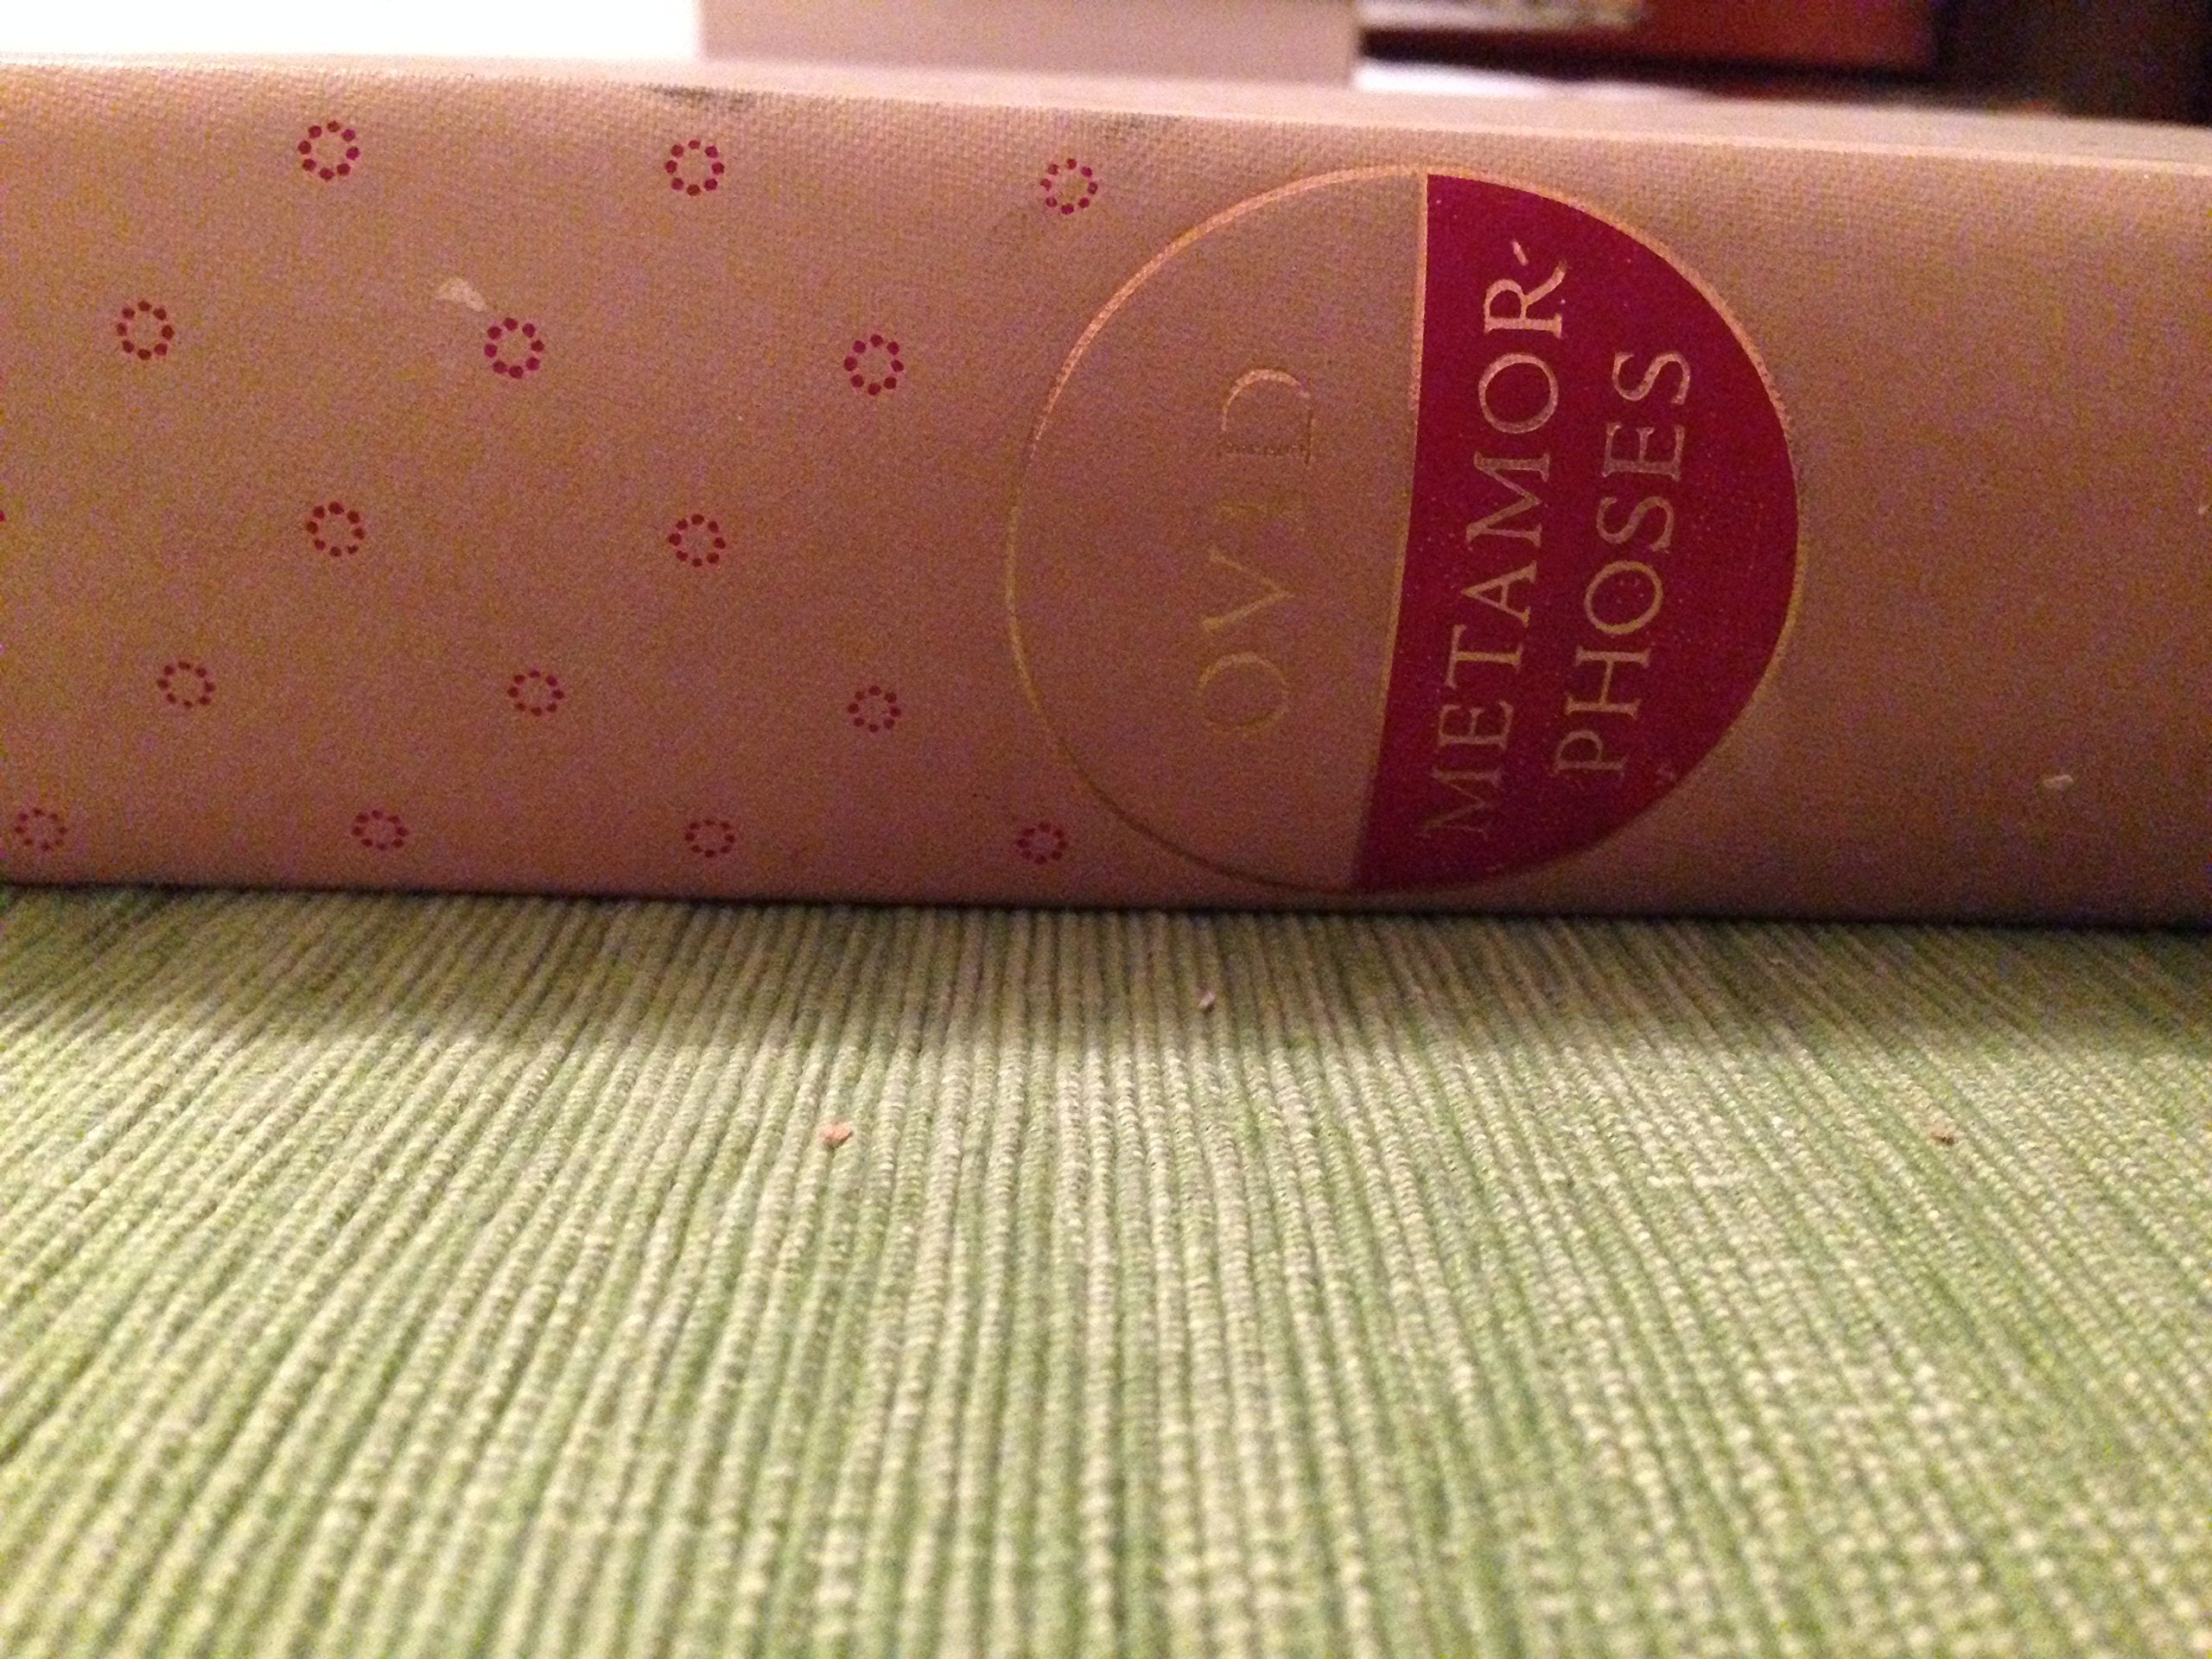 OVID
METAMOR-
PHOSES